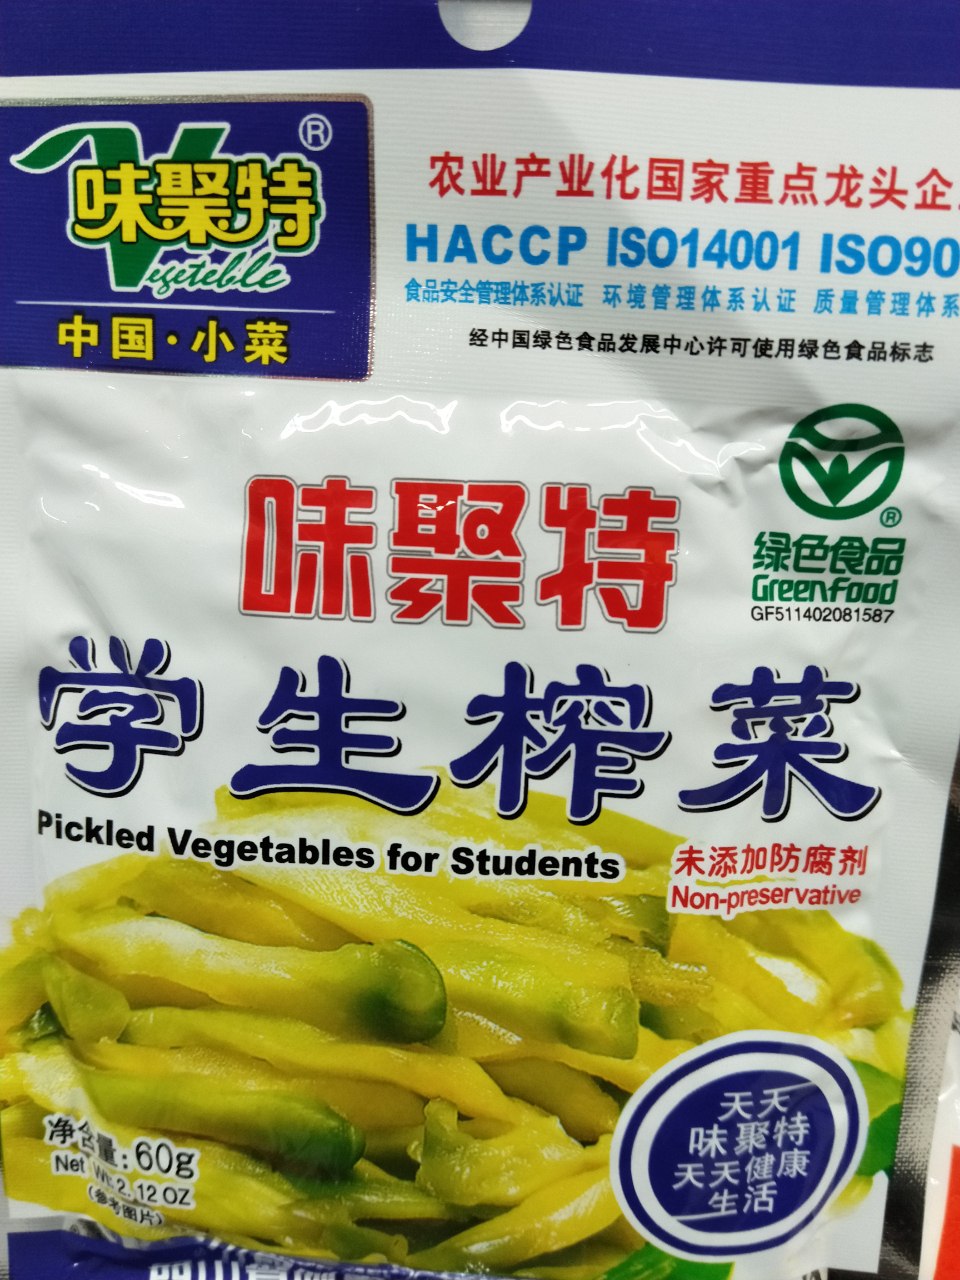 味聚特®
Vegeteble
中国·小菜
农业产业化国家重点龙头企
HACCP ISO14001 ISO90
食品安全管理体系认证 环境管理体系认证 质量管理体系
经中国绿色食品发展中心许可使用绿色食品标志
®
绿色食品
Greenfood
GF511402081587
味聚特
学生榨菜
Pickled Vegetables for Students
未添加防腐剂
Non-preservative
天天
味聚特
天天健康
生活
净含量:60g
Net Wt:2.12OZ
(参考图片)